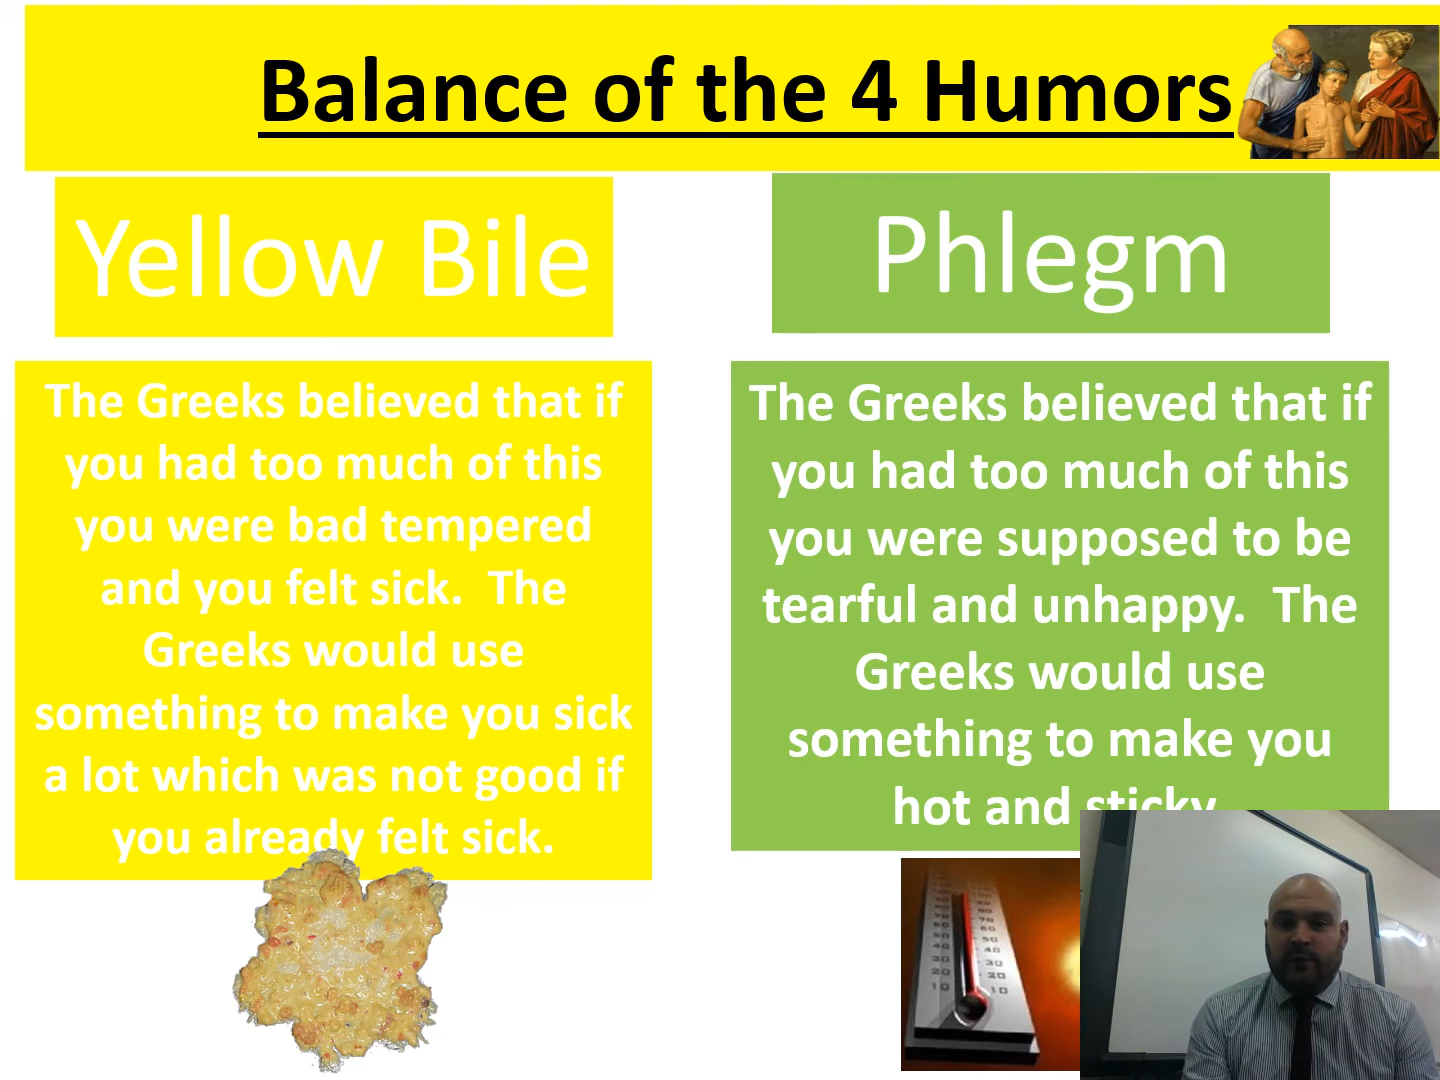 Balance of the 4 Humors
Yellow Bile
The Greeks believed that if
you had too much of this
you were bad tempered
and you felt sick.  The
Greeks would use
something to make you sick
a lot which was not good if
you already felt sick.
Phlegm
The Greeks believed that if
you had too much of this
you were supposed to be
tearful and unhappy.  The
Greeks would use
something to make you
hot and sticky